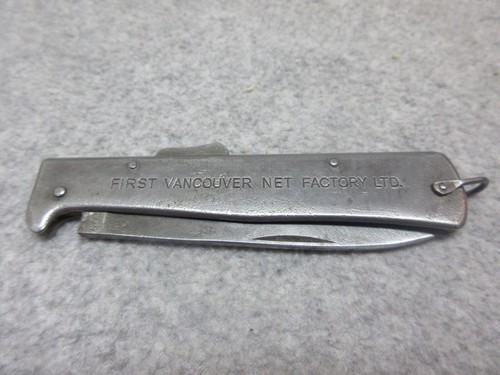 FIRST VANCOUVER NET FACTORY LTD.